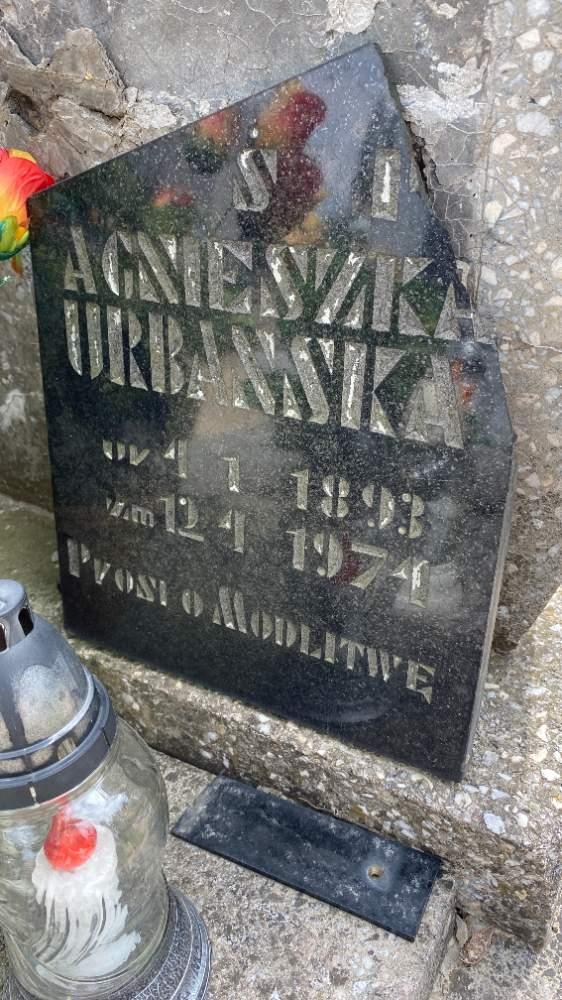 Ś P
AGNIESZKA
URBAŃSKA
ur 4 1 1893
zm 12 4 1974
PROSI O MODLITWĘ